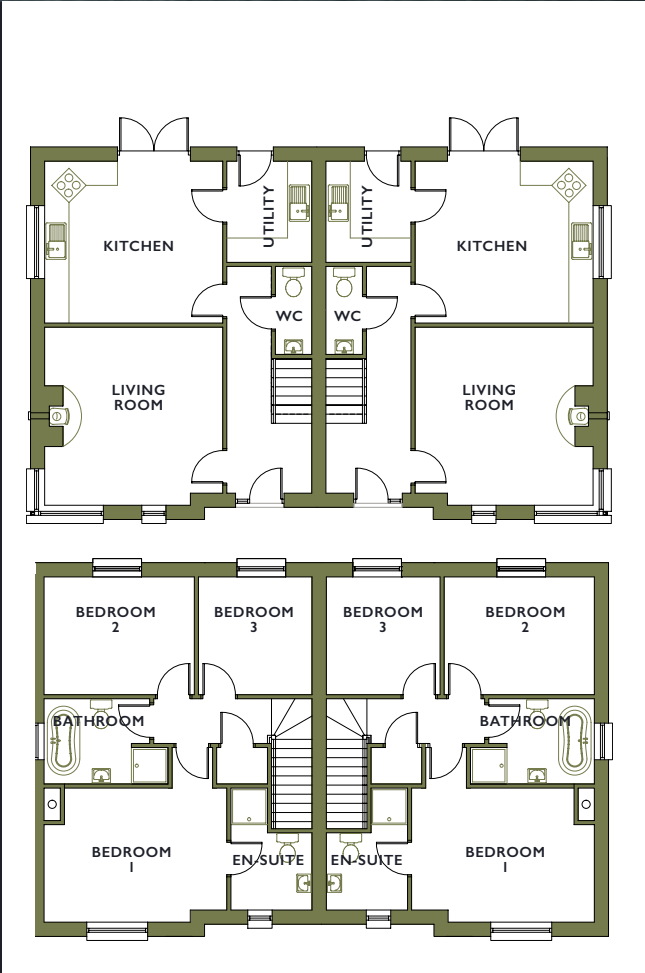 UTILITY
UTILITY
KITCHEN
KITCHEN
WC
WC
LIVING
ROOM
LIVING
ROOM
BEDROOM
2
BEDROOM
3
BEDROOM
3
BEDROOM
2
BATHROOM
BATHROOM
BEDROOM
1
EN-SUITE
EN-SUITE
BEDROOM
1